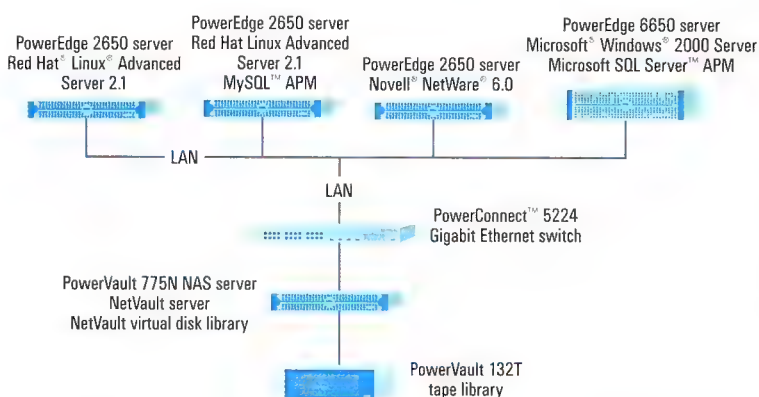 PowerEdge 2650 server
Red Hat® Linux® Advanced
Server 2.1
PowerEdge 2650 server
Red Hat Linux Advanced
Server 2.1
MySQL™ APM
PowerEdge 2650 server
Novell® NetWare® 6.0
PowerEdge 6650 server
Microsoft® Windows® 2000 Server
Microsoft SQL Server™ APM
LAN
LAN
PowerConnect™ 5224
Gigabit Ethernet switch
PowerVault 775N NAS server
NetVault server
NetVault virtual disk library
PowerVault 132T
tape library